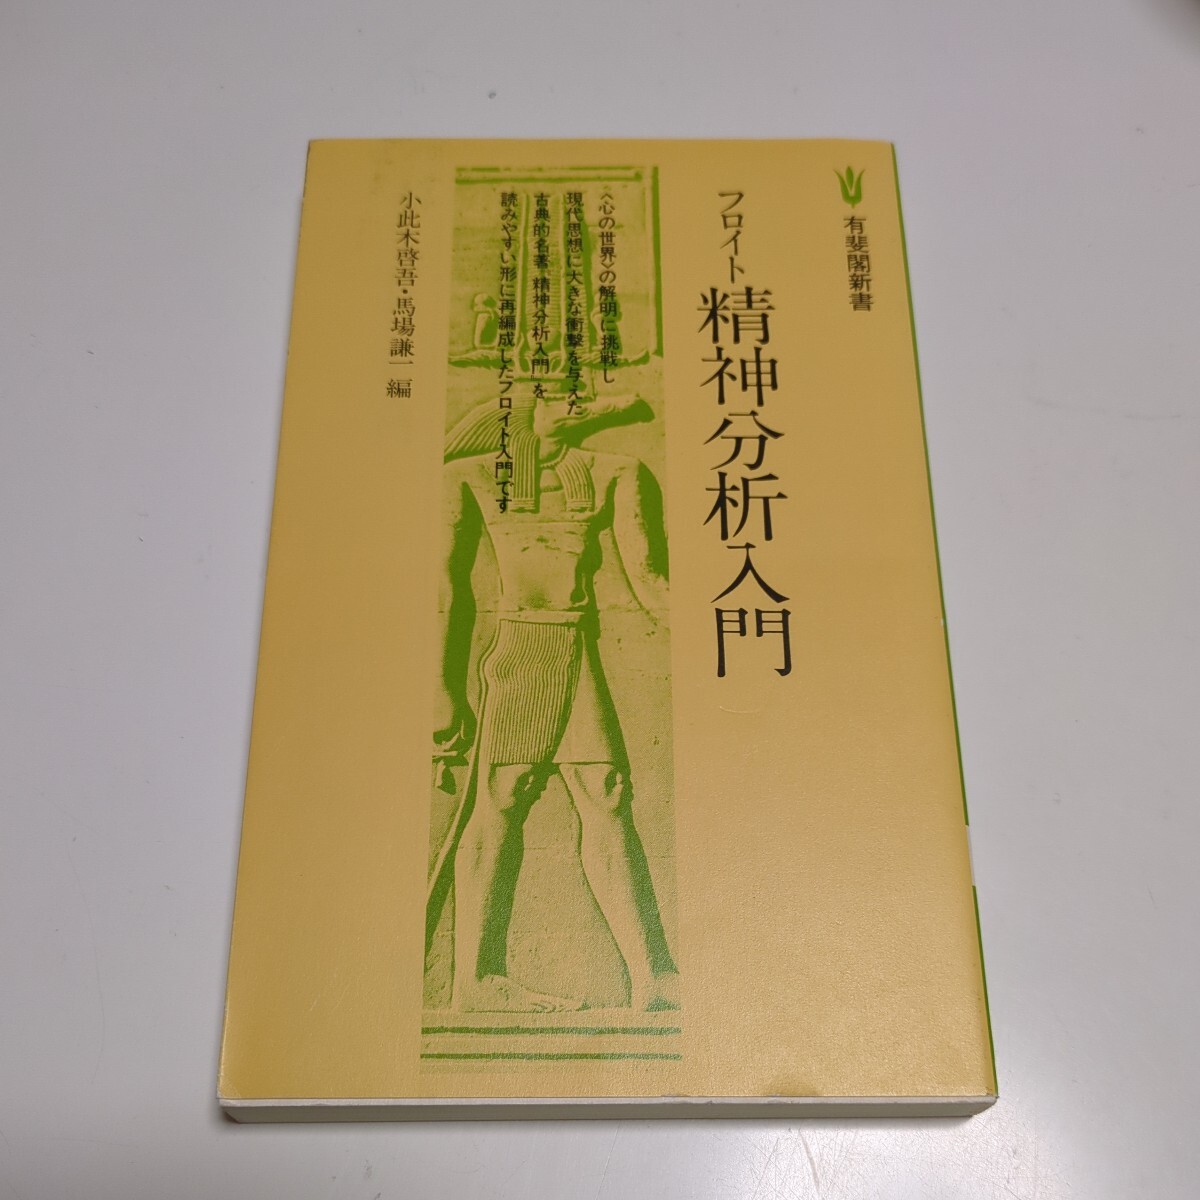 有斐閣新書
フロイト 精神分析入門
〈心の世界〉の解明に挑戦し
現代思想に大きな衝撃を与えた
古典的名著『精神分析入門』を
読みやすい形に再編成したフロイト入門です
小此木啓吾・馬場謙一 編